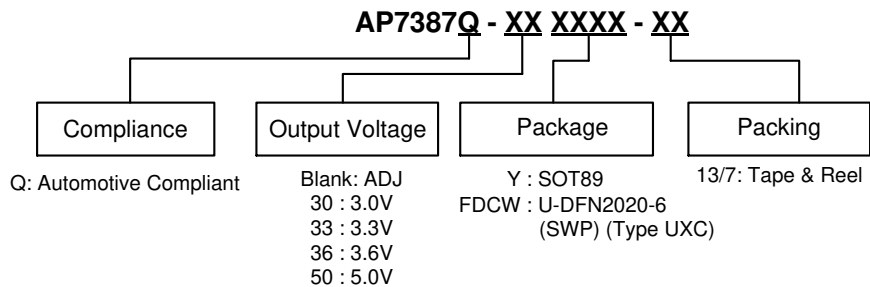 AP7387Q - XX XXXX - XX
Compliance
Output Voltage
Package
Packing
Q: Automotive Compliant
Blank: ADJ
30 : 3.0V
33 : 3.3V
36 : 3.6V
50 : 5.0V
Y : SOT89
FDCW : U-DFN2020-6
(SWP) (Type UXC)
13/7: Tape & Reel